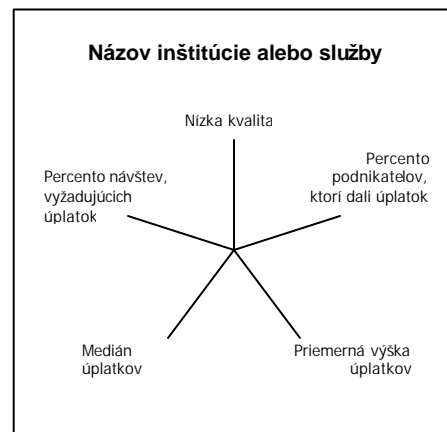 Názov inštitúcie alebo služby
Nízka kvalita
Percento
podnikatelov,
ktorí dali úplatok
Percento návštev,
vyžadujúcich
úplatok
Medián
úplatkov
Priemerná výška
úplatkov